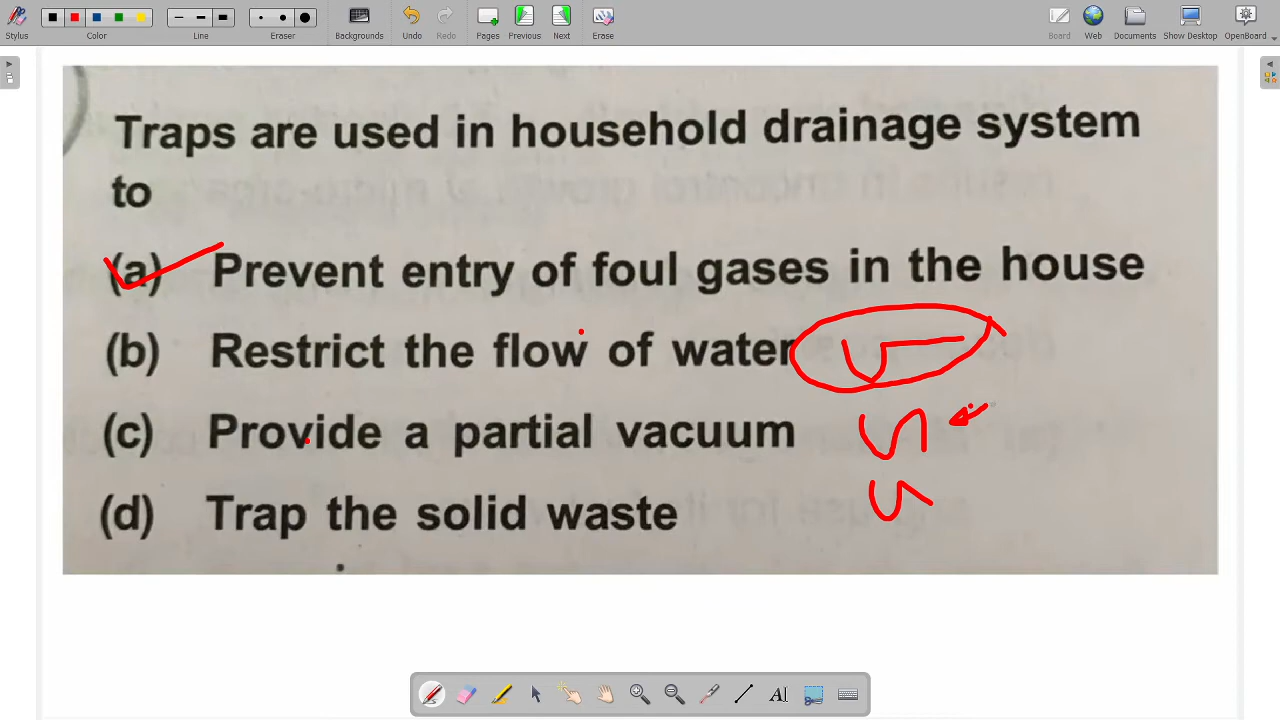 Stylus Color Line Eraser Backgrounds Undo Redo Pages Previous Next Erase Board Web Documents Show Desktop OpenBoard
Traps are used in household drainage system
to
(a) Prevent entry of foul gases in the house
(b) Restrict the flow of water
(c) Provide a partial vacuum
(d) Trap the solid waste